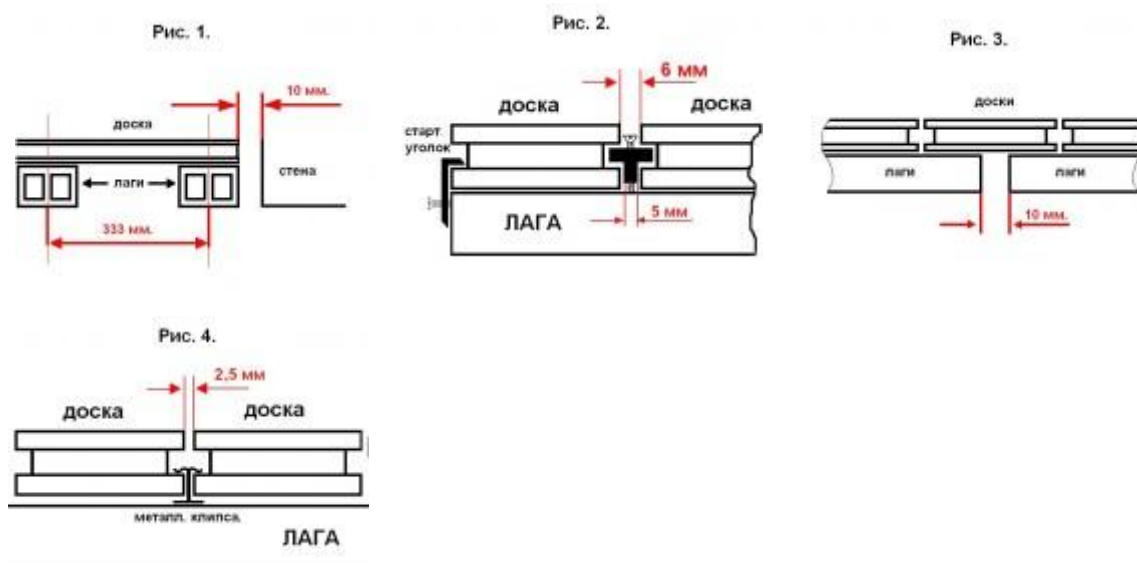 Рис. 1.
10 мм.
доска
лаги
стена
333 мм.
Рис. 2.
6 мм
доска
доска
старт
уголок
5 мм
ЛАГА
Рис. 3.
доски
лаги
лаги
10 мм.
Рис. 4.
2,5 мм
доска
доска
металл. клипса.
ЛАГА